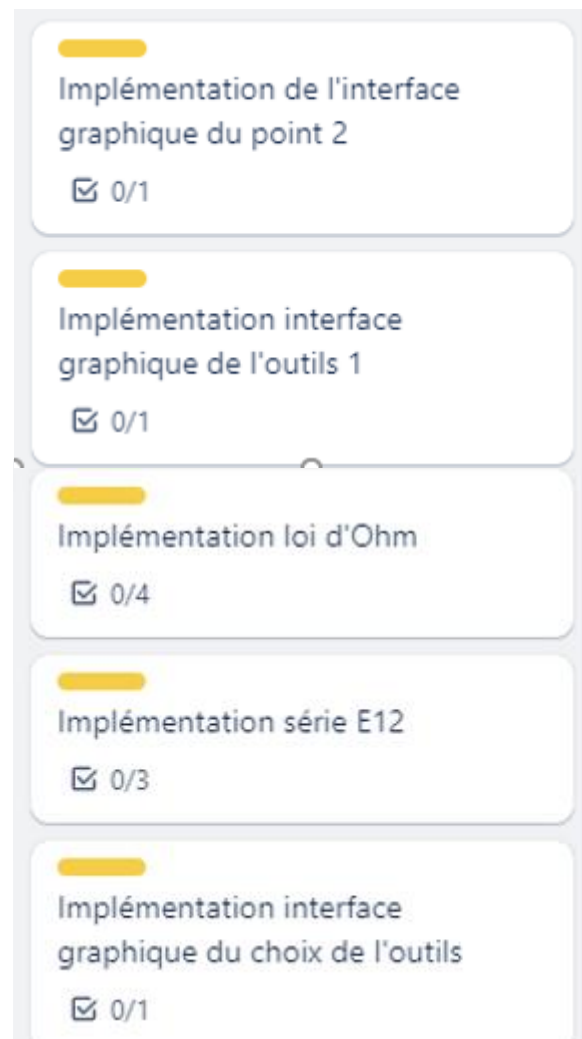 Implémentation de l'interface
graphique du point 2
0/1
Implémentation interface
graphique de l'outils 1
0/1
Implémentation loi d'Ohm
0/4
Implémentation série E12
0/3
Implémentation interface
graphique du choix de l'outils
0/1